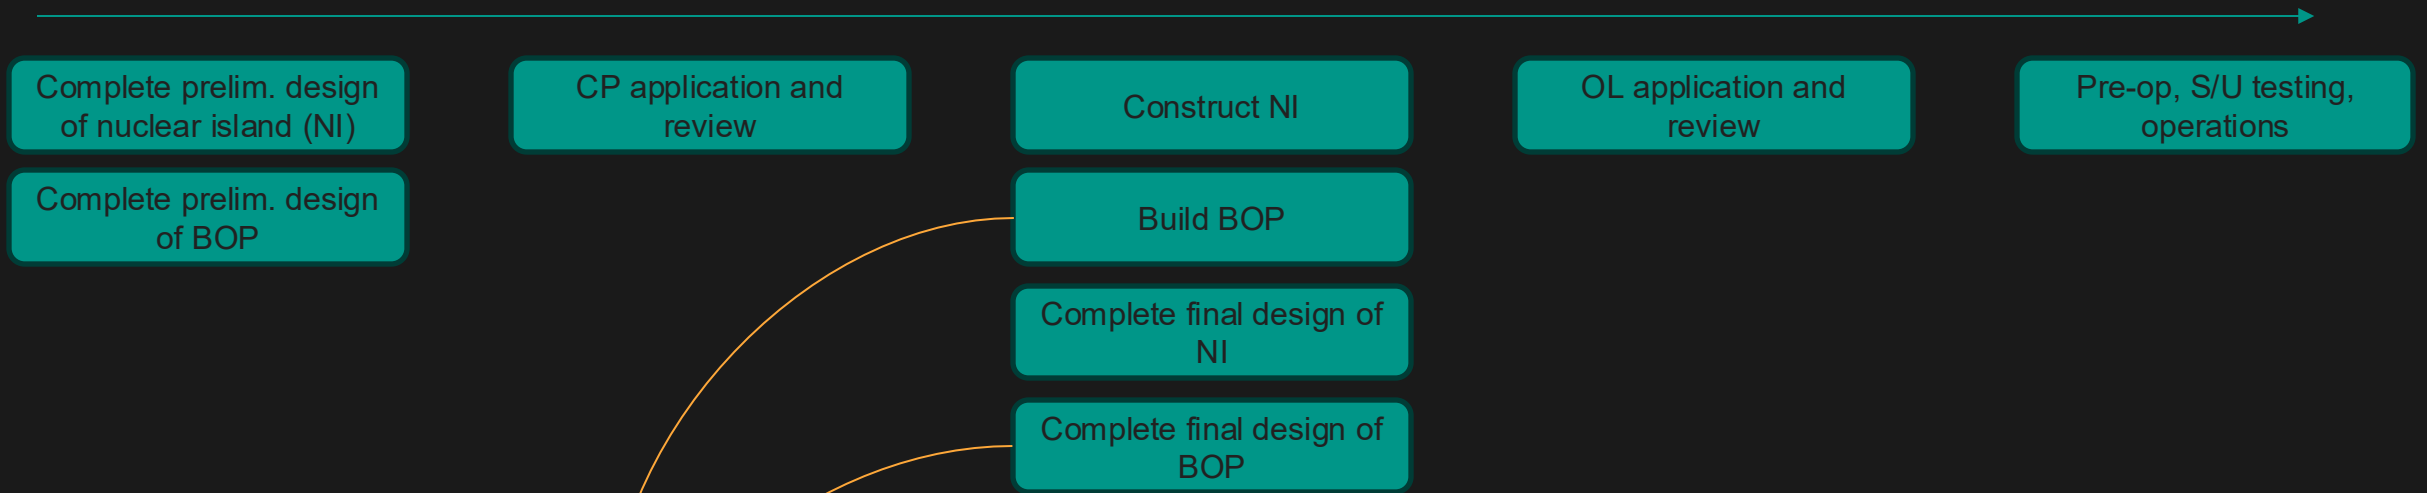 Complete prelim. design
of nuclear island (NI)
Complete prelim. design
of BOP
CP application and
review
Construct NI
Build BOP
Complete final design of
NI
Complete final design of
BOP
OL application and
review
Pre-op, S/U testing,
operations